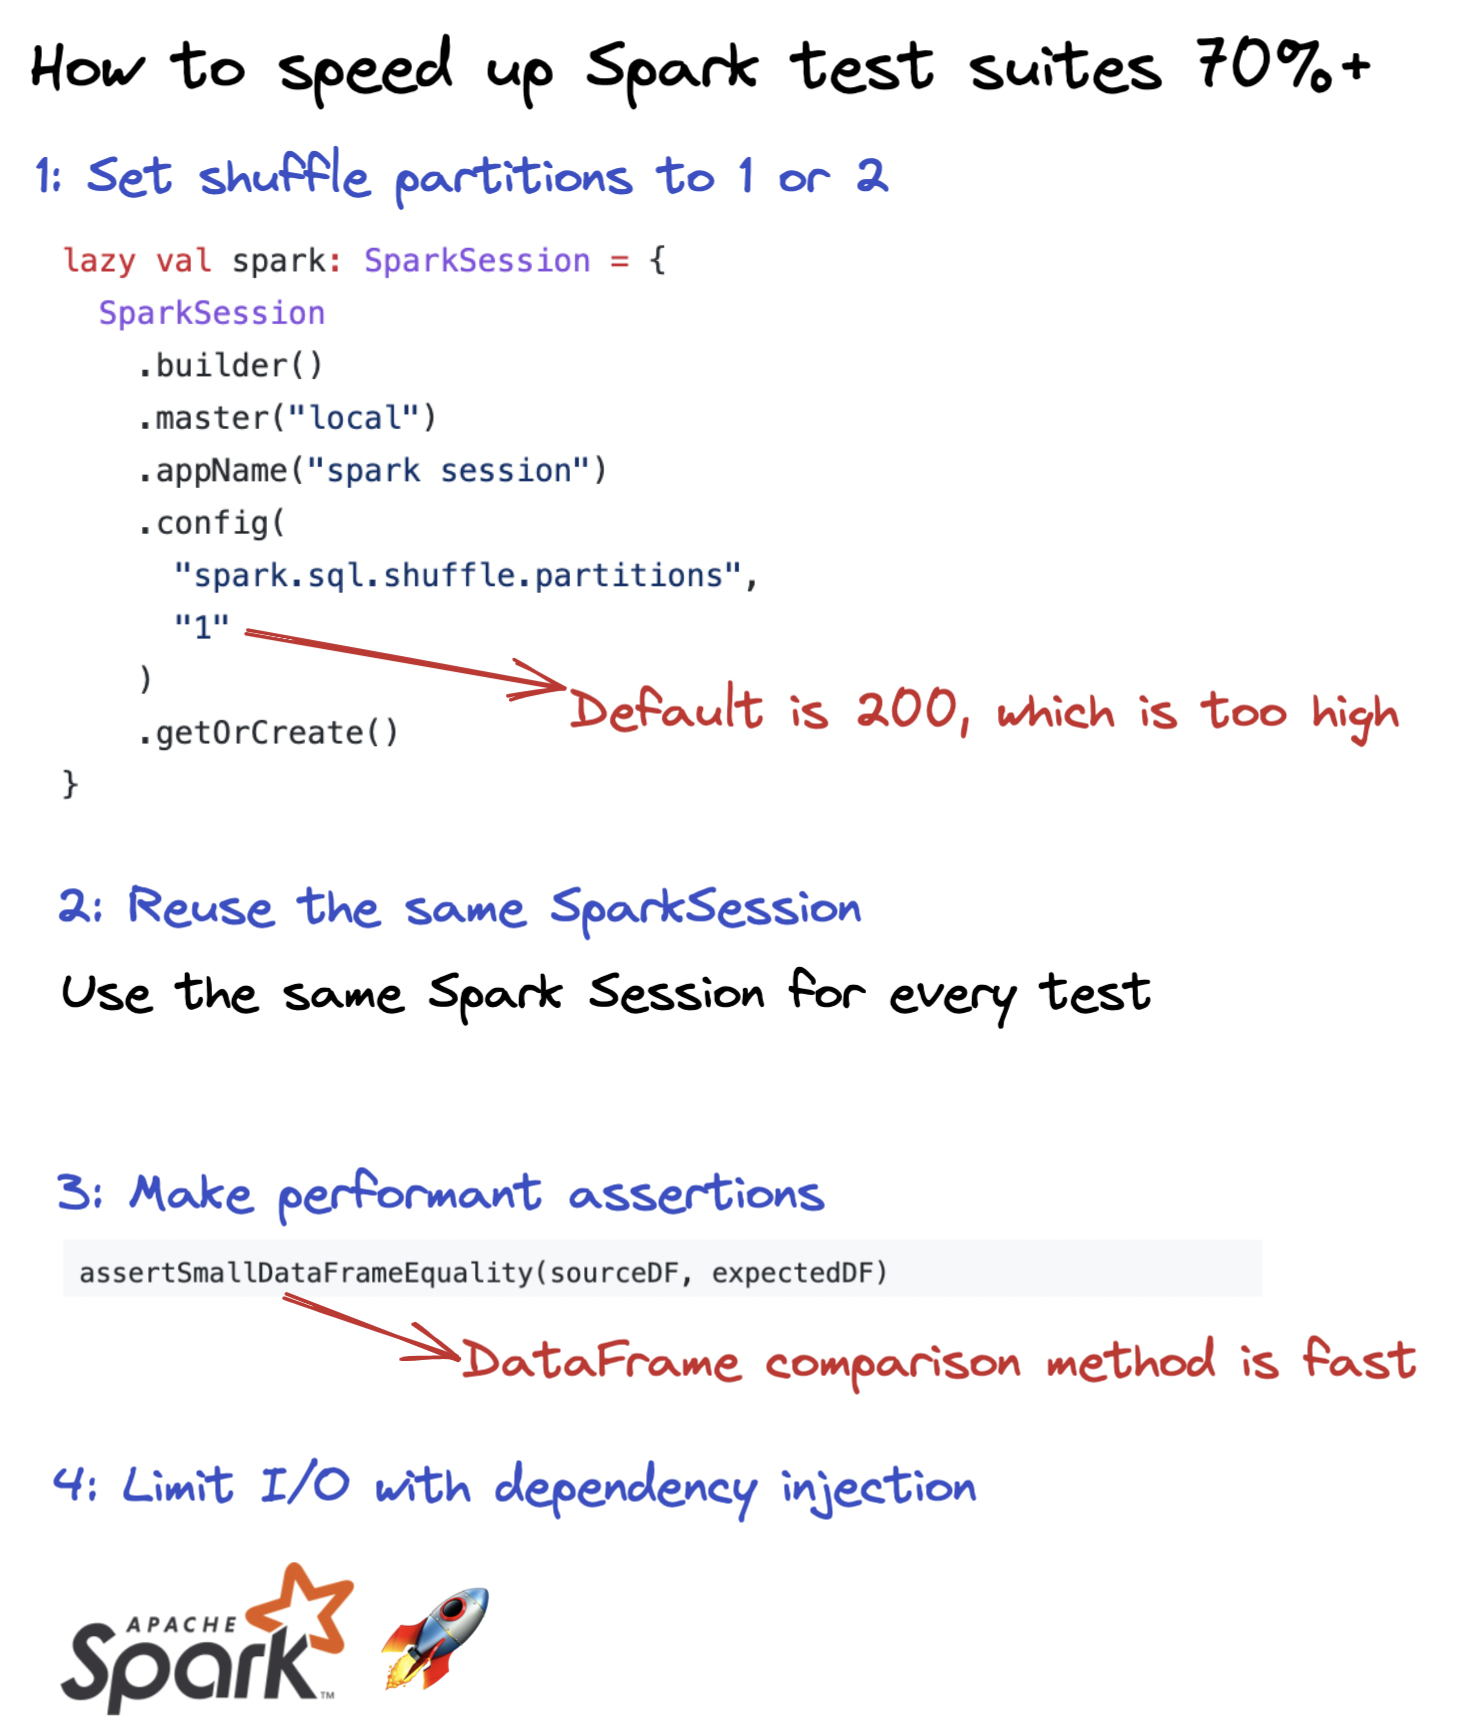 How to speed up Spark test suites 70%+
1: Set shuffle partitions to 1 or 2
lazy val spark: SparkSession = {
  SparkSession
    .builder()
    .master("local")
    .appName("spark session")
    .config(
      "spark.sql.shuffle.partitions",
      "1"
    )
Default is 200, which is too high
    .getOrCreate()
}
2: Reuse the same SparkSession
Use the same Spark Session for every test
3: Make performant assertions
assertSmallDataFrameEquality(sourceDF, expectedDF)
DataFrame comparison method is fast
4: Limit I/O with dependency injection
APACHE
Spark™